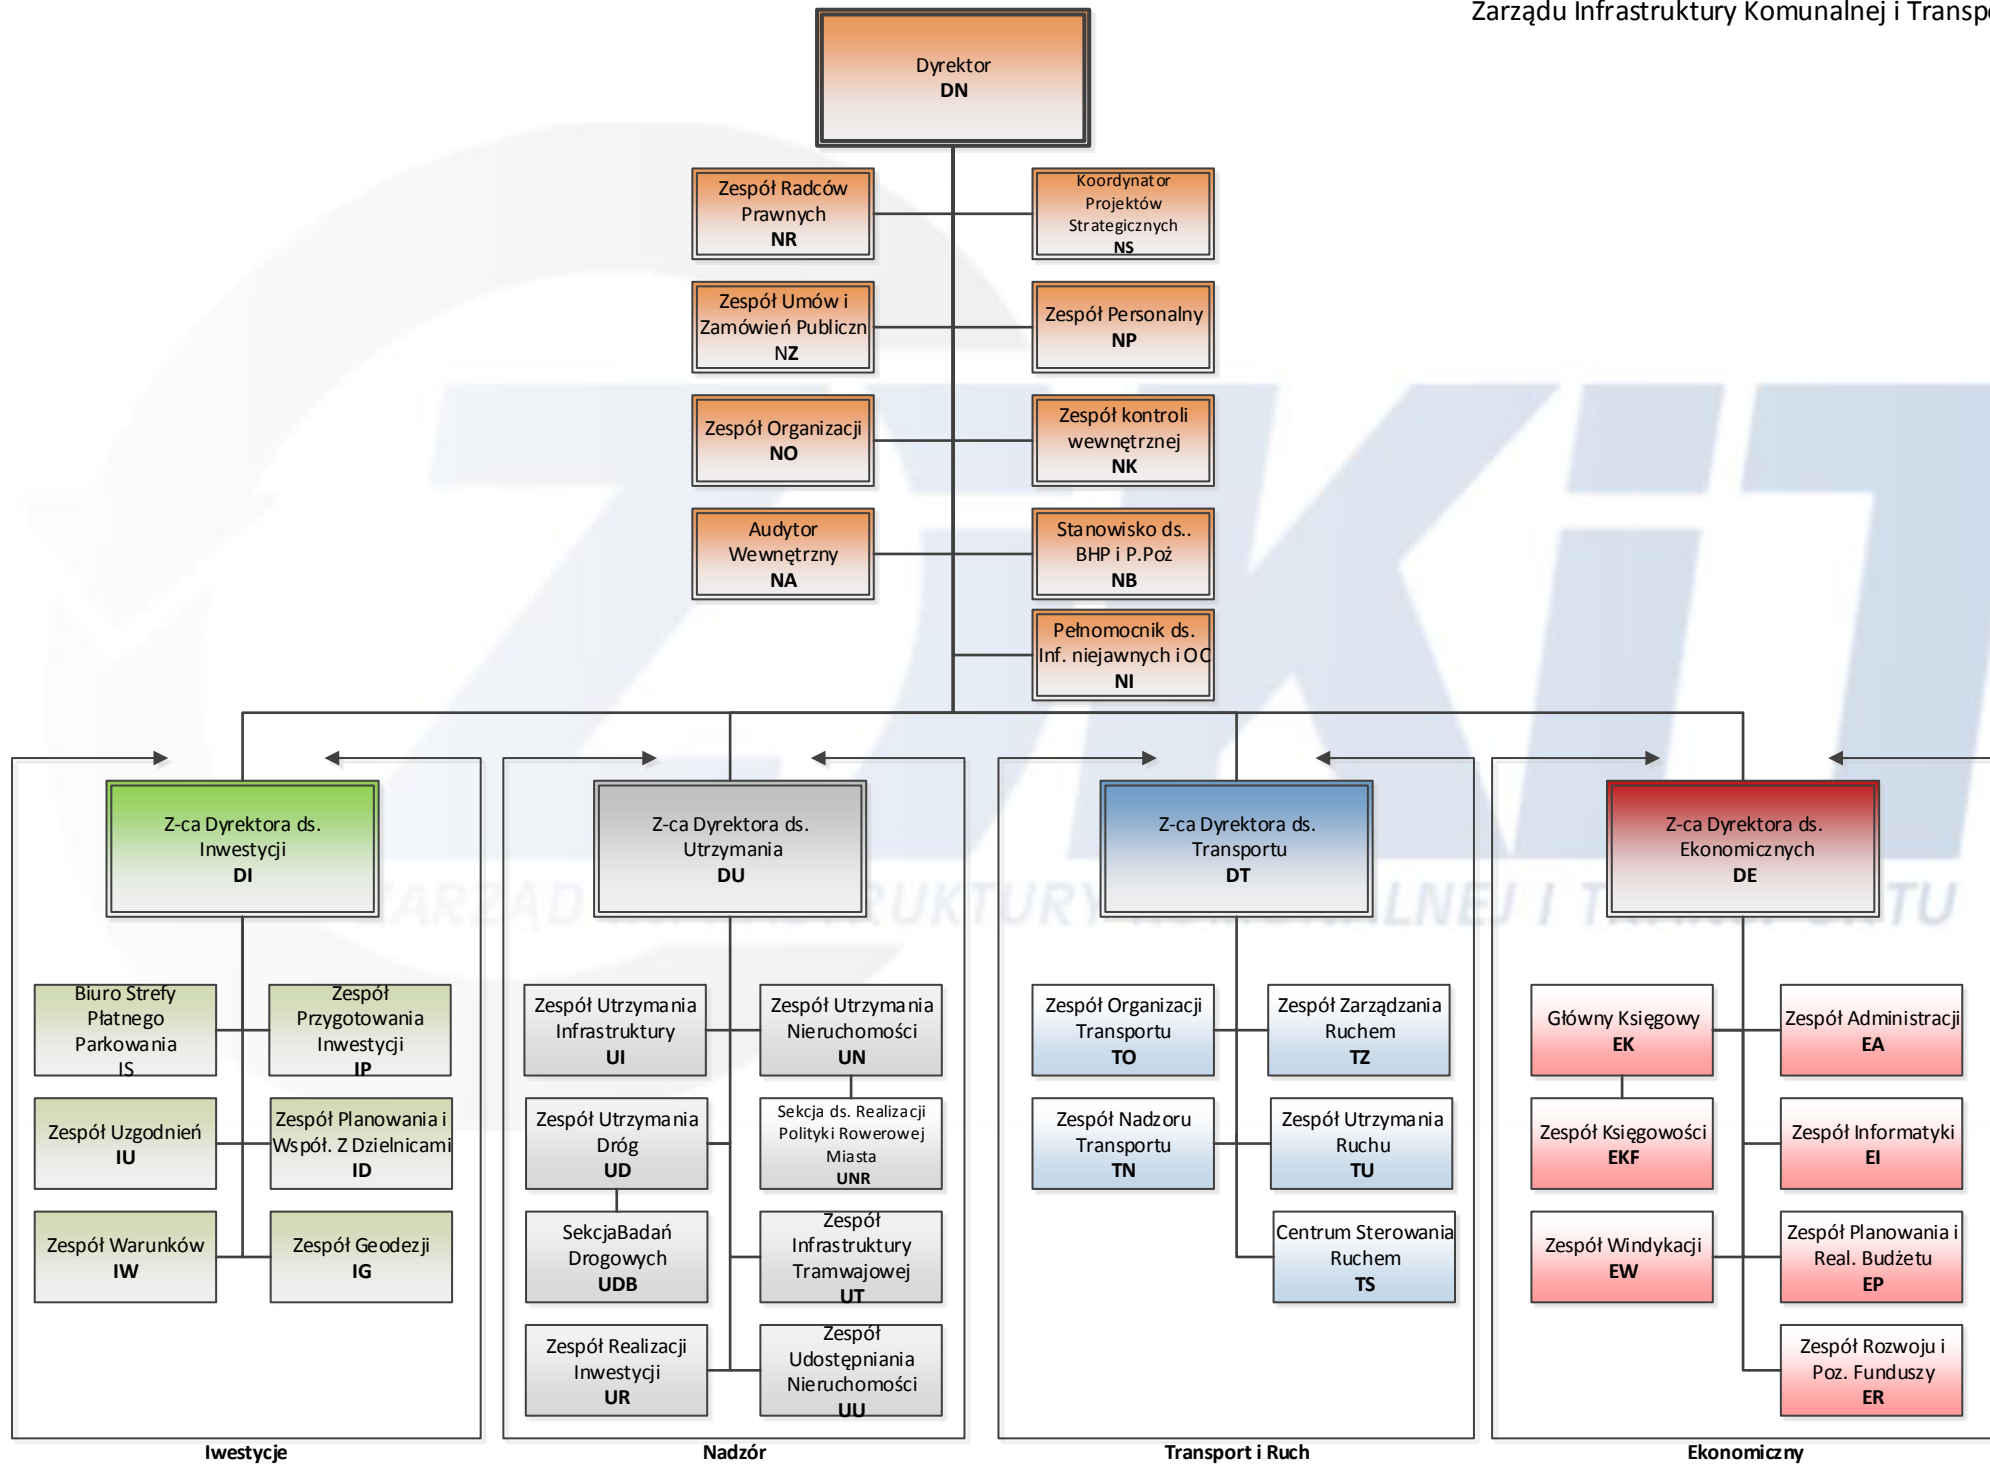 Zarządu Infrastruktury Komunalnej i Transp
Dyrektor
DN
Zespół Radców
Prawnych
NR
Koordynator
Projektów
Strategicznych
NS
Zespół Umów i
Zamówień Publiczn
NZ
Zespół Personalny
NP
Zespół Organizacji
NO
Zespół kontroli
wewnętrznej
NK
Audytor
Wewnętrzny
NA
Stanowisko ds..
BHP i P.Poż
NB
Pełnomocnik ds.
Inf. niejawnych i OC
NI
ZiKiT
ZARZĄD INFRASTRUKTURY KOMUNALNEJ I TRANSPORTU
Z-ca Dyrektora ds.
Inwestycji
DI
Z-ca Dyrektora ds.
Utrzymania
DU
Z-ca Dyrektora ds.
Transportu
DT
Z-ca Dyrektora ds.
Ekonomicznych
DE
Biuro Strefy
Płatnego
Parkowania
IS
Zespół
Przygotowania
Inwestycji
IP
Zespół Uzgodnień
IU
Zespół Planowania i
Współ. Z Dzielnicami
ID
Zespół Warunków
IW
Zespół Geodezji
IG
Zespół Utrzymania
Infrastruktury
UI
Zespół Utrzymania
Nieruchomości
UN
Zespół Utrzymania
Dróg
UD
Sekcja ds. Realizacji
Polityki Rowerowej
Miasta
UNR
SekcjaBadań
Drogowych
UDB
Zespół
Infrastruktury
Tramwajowej
UT
Zespół Realizacji
Inwestycji
UR
Zespół
Udostępniania
Nieruchomości
UU
Zespół Organizacji
Transportu
TO
Zespół Zarządzania
Ruchem
TZ
Zespół Nadzoru
Transportu
TN
Zespół Utrzymania
Ruchu
TU
Centrum Sterowania
Ruchem
TS
Główny Księgowy
EK
Zespół Administracji
EA
Zespół Księgowości
EKF
Zespół Informatyki
EI
Zespół Windykacji
EW
Zespół Planowania i
Real. Budżetu
EP
Zespół Rozwoju i
Poz. Funduszy
ER
Iwestycje
Nadzór
Transport i Ruch
Ekonomiczny